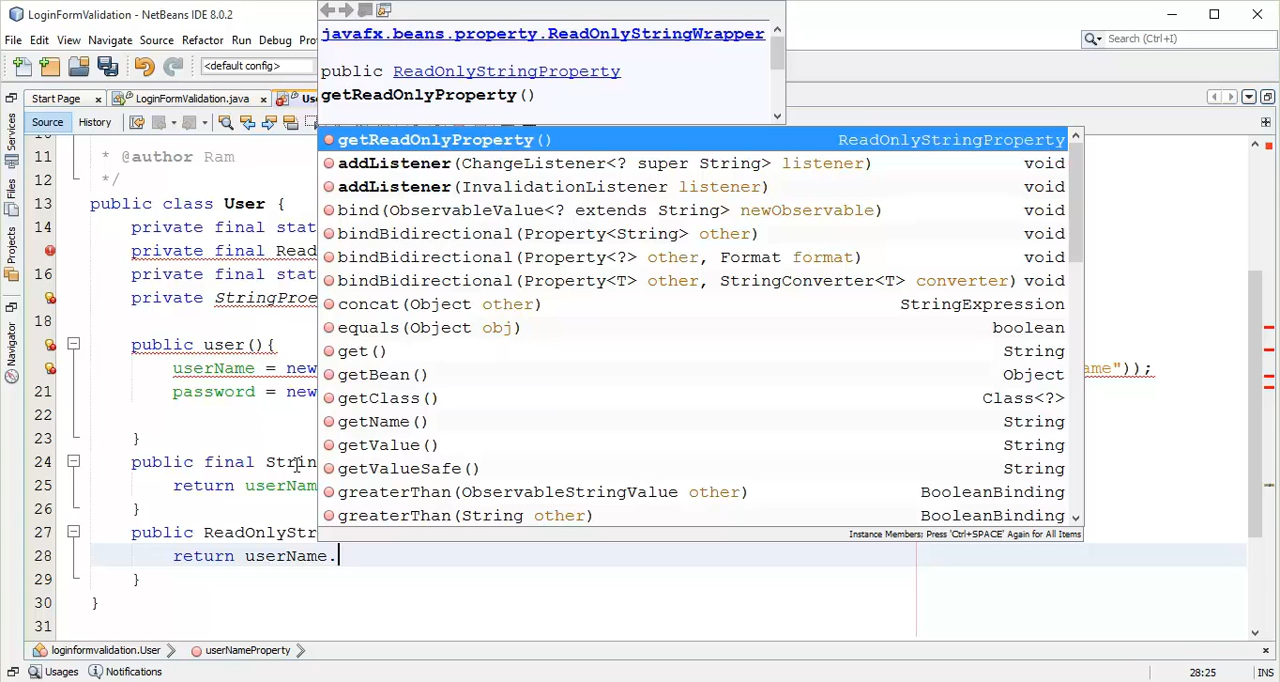 LoginFormValidation - NetBeans IDE 8.0.2
File Edit View Navigate Source Refactor Run Debug Pro
Search (Ctrl+I)
<default config>
Start Page LoginFormValidation.java Use
Source History
javafx.beans.property.ReadOnlyStringWrapper
public ReadOnlyStringProperty
getReadOnlyProperty()
getReadOnlyProperty() ReadOnlyStringProperty
addListener(ChangeListener<? super String> listener) void
addListener(InvalidationListener listener) void
bind(ObservableValue<? extends String> newObservable) void
bindBidirectional(Property<String> other) void
bindBidirectional(Property<?> other, Format format) void
bindBidirectional(Property<T> other, StringConverter<T> converter) void
concat(Object other) StringExpression
equals(Object obj) boolean
get() String
getBean() Object
getClass() Class<?>
getName() String
getValue() String
getValueSafe() String
greaterThan(ObservableStringValue other) BooleanBinding
greaterThan(String other) BooleanBinding
Instance Members; Press 'Ctrl+SPACE' Again for All Items
Services
Files
Projects
Navigator
11 * @author Ram
12 */
13 public class User {
14 private final stat
private final Read
16 private final stat
private StringProe
18
public user(){
userName = new ame"));
21 password = new
22
23 }
24 public final Strin
25 return userNam
26 }
27 public ReadOnlyStr
28 return userName.
29 }
30 }
31
loginformvalidation.User userNameProperty
Usages Notifications 28:25 INS